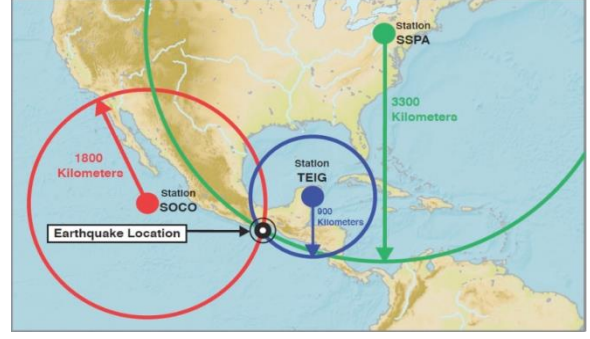 Station
SSPA
3300
Kilometers
1800
Kilometers
Station
TEIG
Station
SOCO
900
Kilometers
Earthquake Location